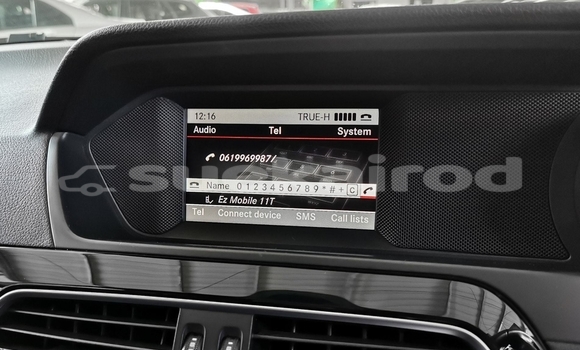 12:16 TRUE-H
Audio Tel System
0619969987/
Name 0 1 2 3 4 5 6 7 8 9 * # + C
Ez Mobile 11T
Tel Connect device SMS Call lists